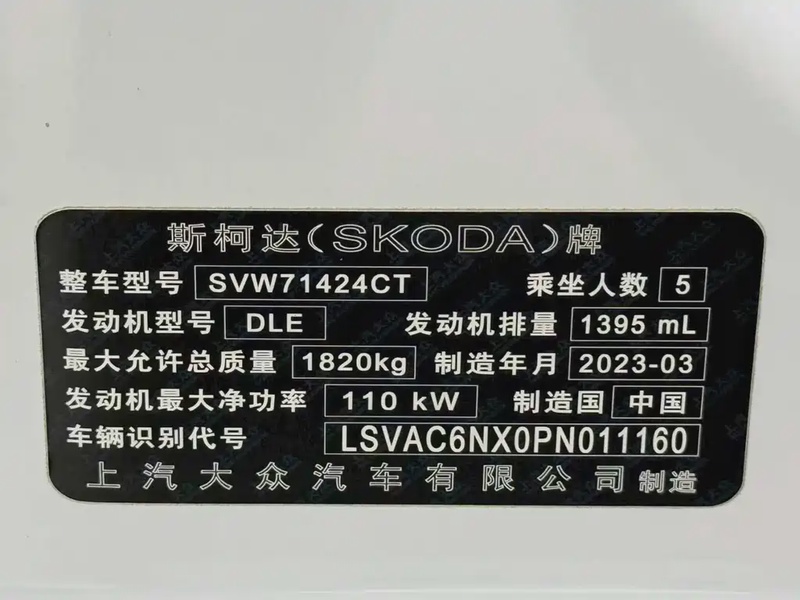 斯柯达(SKODA)牌
整车型号 SVW71424CT 乘坐人数 5
发动机型号 DLE 发动机排量 1395 mL
最大允许总质量 1820kg 制造年月 2023-03
发动机最大净功率 110 kW 制造国 中国
车辆识别代号 LSVAC6NX0PN011160
上汽大众汽车有限公司 制造